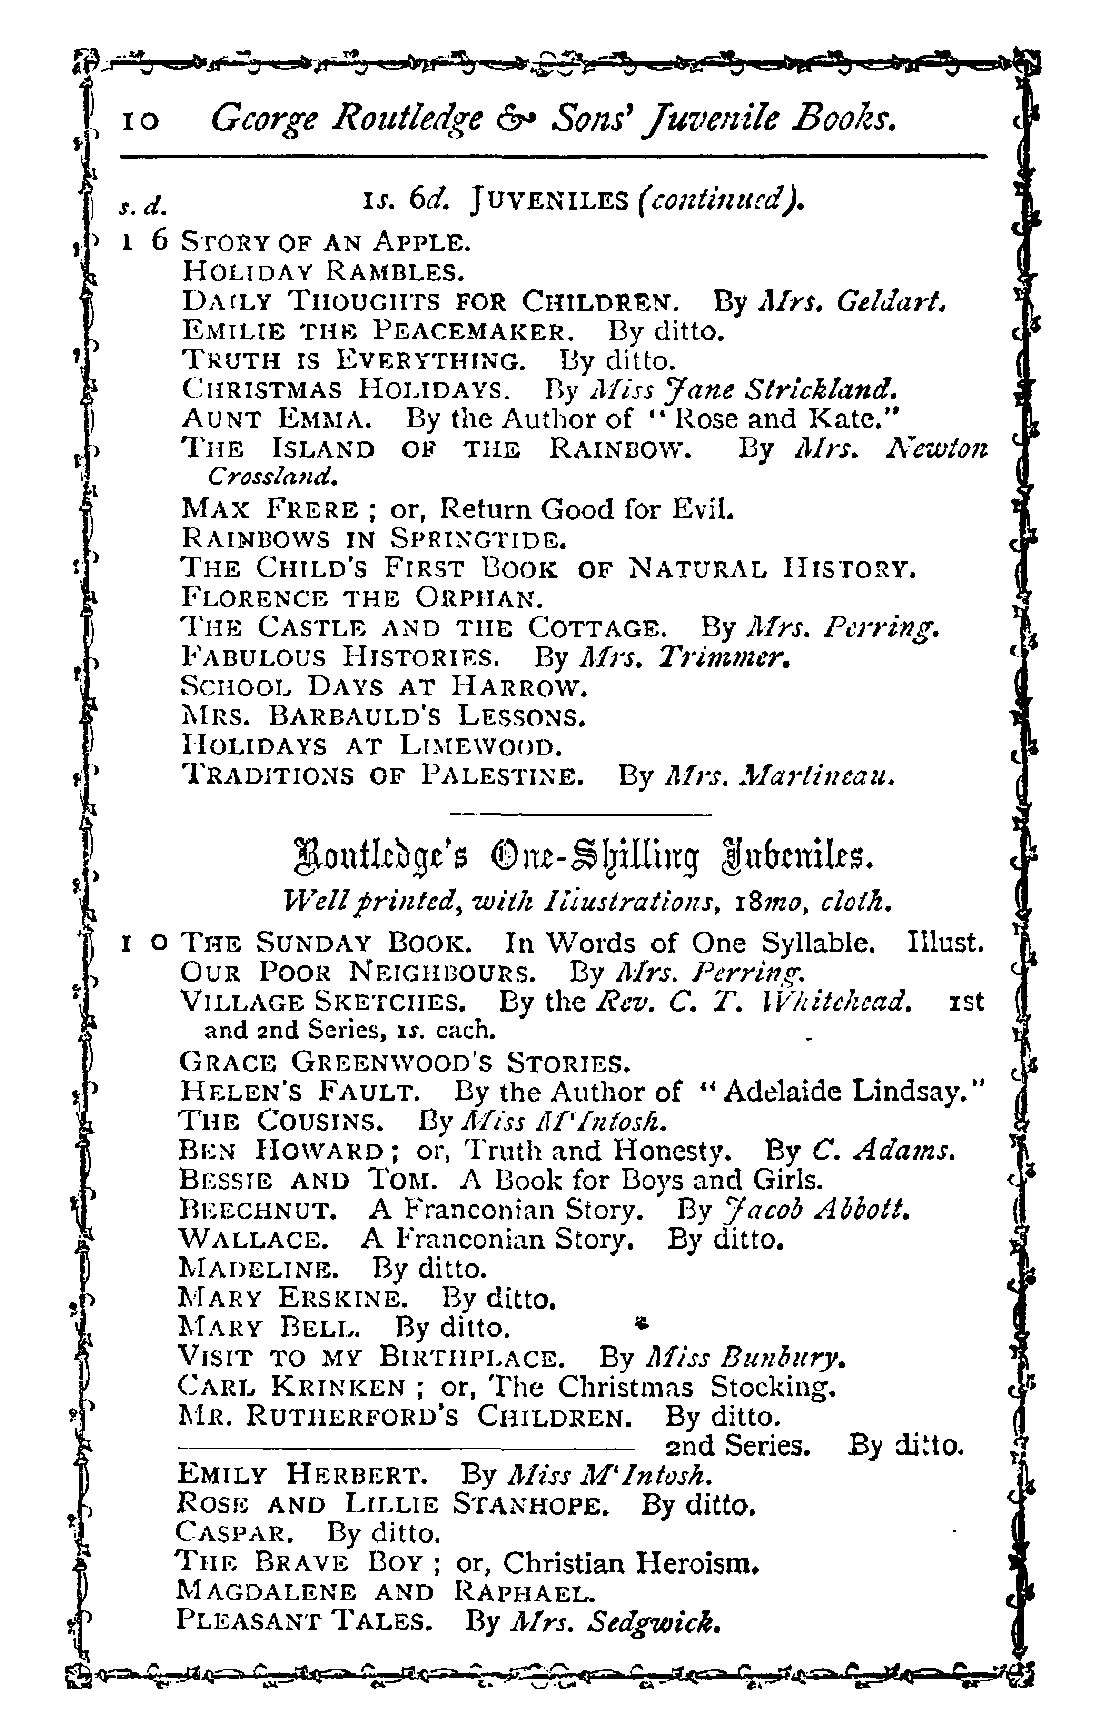 10 George Routledge & Sons' Juvenile Books.
s. d. 1s. 6d. JUVENILES (continued).
1 6 STORY OF AN APPLE.
HOLIDAY RAMBLES.
DAILY THOUGHTS FOR CHILDREN. By Mrs. Geldart.
EMILIE THE PEACEMAKER. By ditto.
TRUTH IS EVERYTHING. By ditto.
CHRISTMAS HOLIDAYS. By Miss Jane Strickland.
AUNT EMMA. By the Author of "Rose and Kate."
THE ISLAND OF THE RAINBOW. By Mrs. Newton
Crossland.
MAX FRERE; or, Return Good for Evil.
RAINBOWS IN SPRINGTIDE.
THE CHILD'S FIRST BOOK OF NATURAL HISTORY.
FLORENCE THE ORPHAN.
THE CASTLE AND THE COTTAGE. By Mrs. Perring.
FABULOUS HISTORIES. By Mrs. Trimmer.
SCHOOL DAYS AT HARROW.
MRS. BARBAULD'S LESSONS.
HOLIDAYS AT LIMEWOOD.
TRADITIONS OF PALESTINE. By Mrs. Martineau.
Routledge's One-Shilling Juveniles.
Well printed, with Illustrations, 18mo, cloth.
1 0 THE SUNDAY BOOK. In Words of One Syllable. Illust.
OUR POOR NEIGHBOURS. By Mrs. Perring.
VILLAGE SKETCHES. By the Rev. C. T. Whitehead. 1st
and 2nd Series, 1s. each.
GRACE GREENWOOD'S STORIES.
HELEN'S FAULT. By the Author of "Adelaide Lindsay."
THE COUSINS. By Miss M'Intosh.
BEN HOWARD; or, Truth and Honesty. By C. Adams.
BESSIE AND TOM. A Book for Boys and Girls.
BEECHNUT. A Franconian Story. By Jacob Abbott.
WALLACE. A Franconian Story. By ditto.
MADELINE. By ditto.
MARY ERSKINE. By ditto.
MARY BELL. By ditto.
VISIT TO MY BIRTHPLACE. By Miss Bunbury.
CARL KRINKEN; or, The Christmas Stocking.
MR. RUTHERFORD'S CHILDREN. By ditto.
———— 2nd Series. By ditto.
EMILY HERBERT. By Miss M'Intosh.
ROSE AND LILLIE STANHOPE. By ditto.
CASPAR. By ditto.
THE BRAVE BOY; or, Christian Heroism.
MAGDALENE AND RAPHAEL.
PLEASANT TALES. By Mrs. Sedgwick.